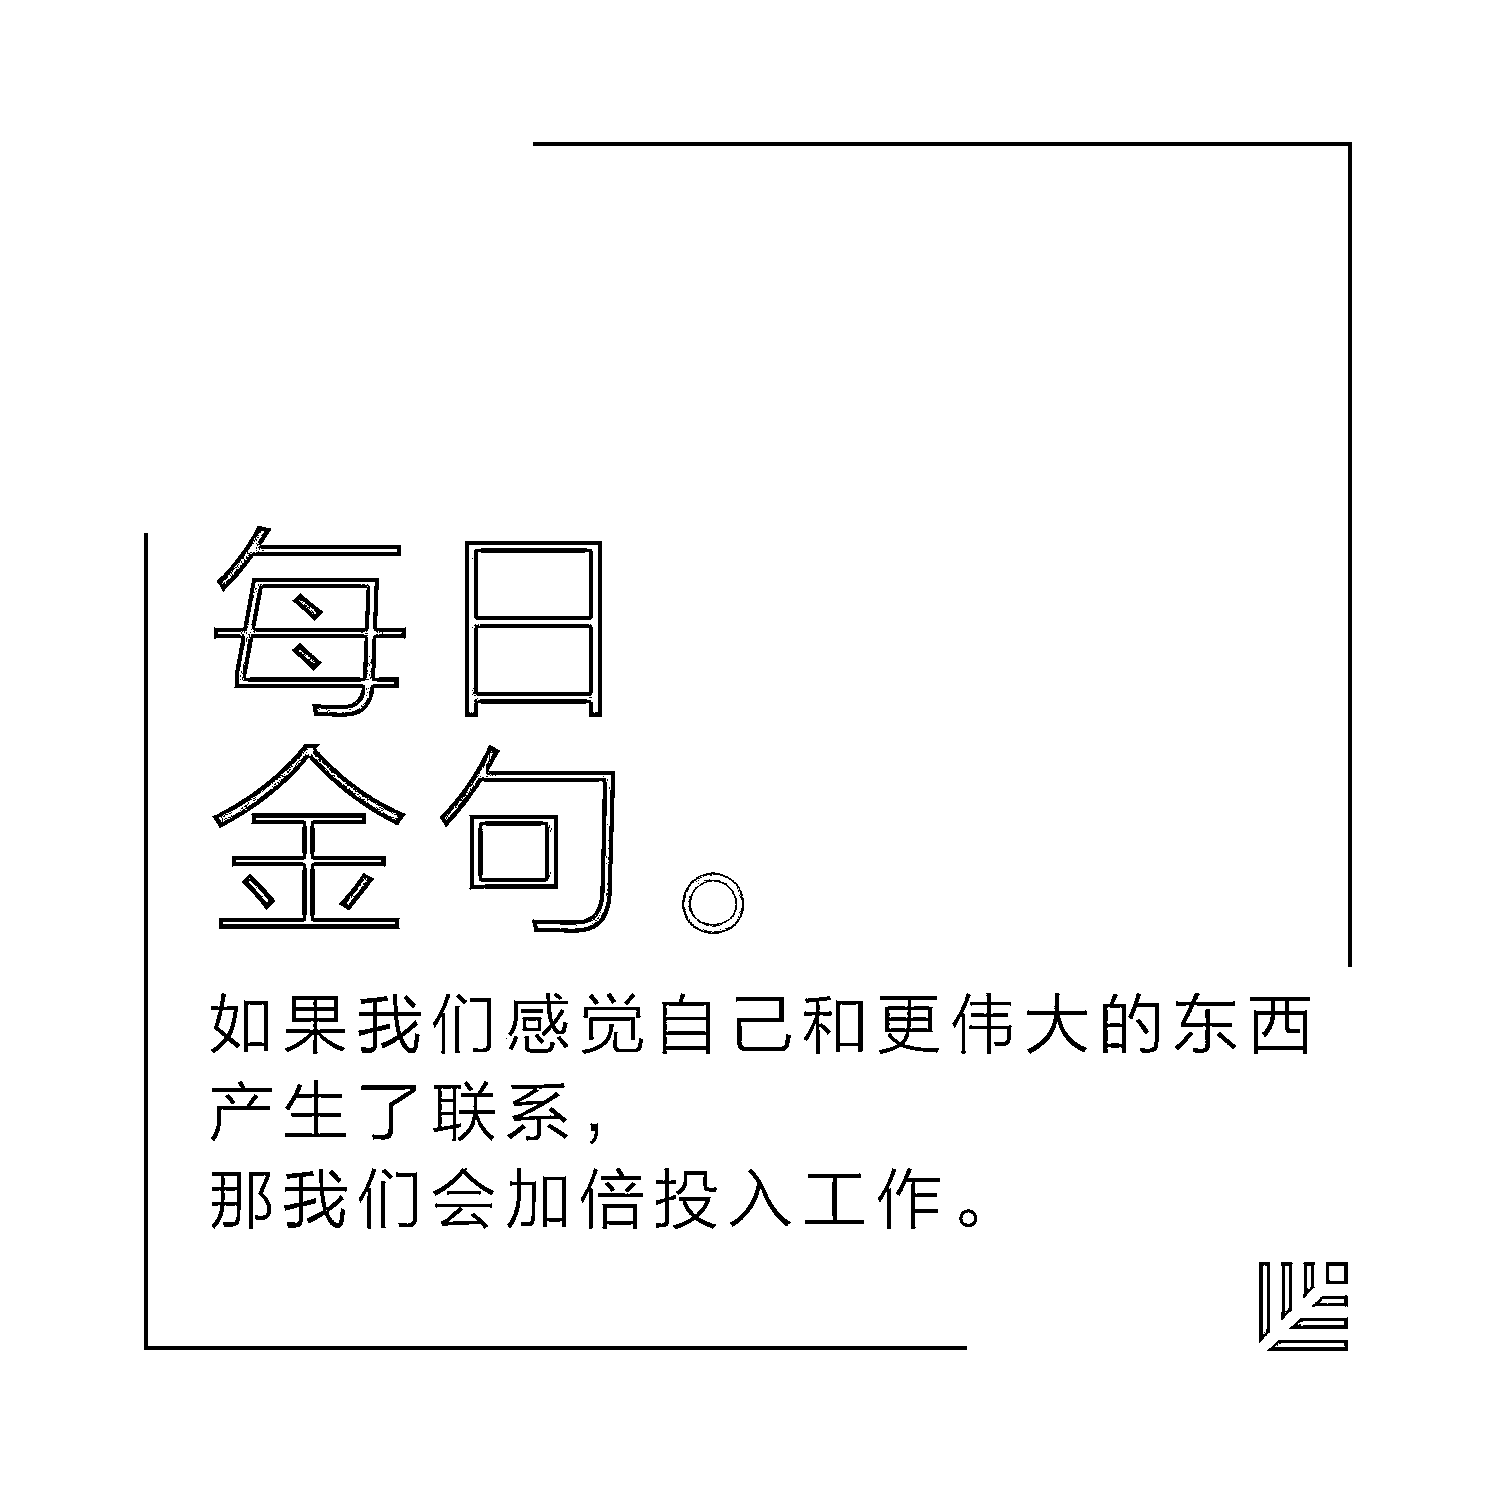 每日
金句。
如果我们感觉自己和更伟大的东西
产生了联系，
那我们会加倍投入工作。